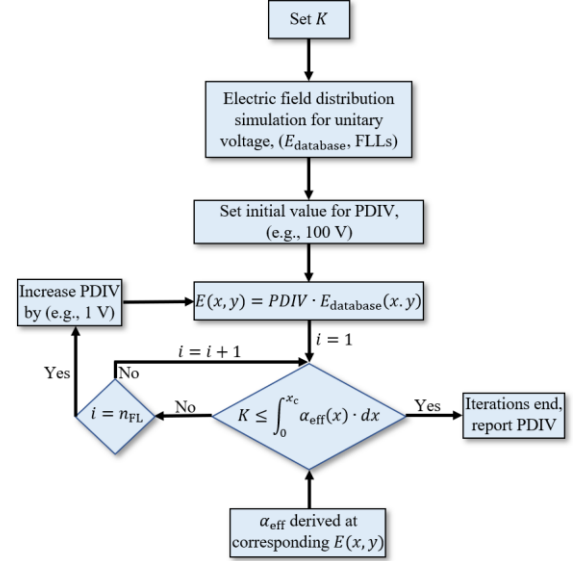 Set K
Electric field distribution
simulation for unitary
voltage, (E_database, FLLs)
Set initial value for PDIV,
(e.g., 100 V)
Increase PDIV
by (e.g., 1 V)
E(x, y) = PDIV · E_database(x. y)
i = 1
i = i + 1
Yes
No
i = n_FL
No
K ≤ ∫_0^{x_c} α_eff(x) · dx
Yes
Iterations end,
report PDIV
α_eff derived at
corresponding E(x, y)